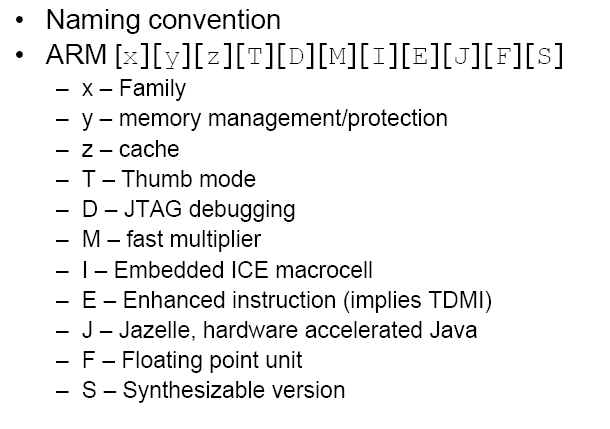 • Naming convention
• ARM [x][y][z][T][D][M][I][E][J][F][S]
– x – Family
– y – memory management/protection
– z – cache
– T – Thumb mode
– D – JTAG debugging
– M – fast multiplier
– I – Embedded ICE macrocell
– E – Enhanced instruction (implies TDMI)
– J – Jazelle, hardware accelerated Java
– F – Floating point unit
– S – Synthesizable version